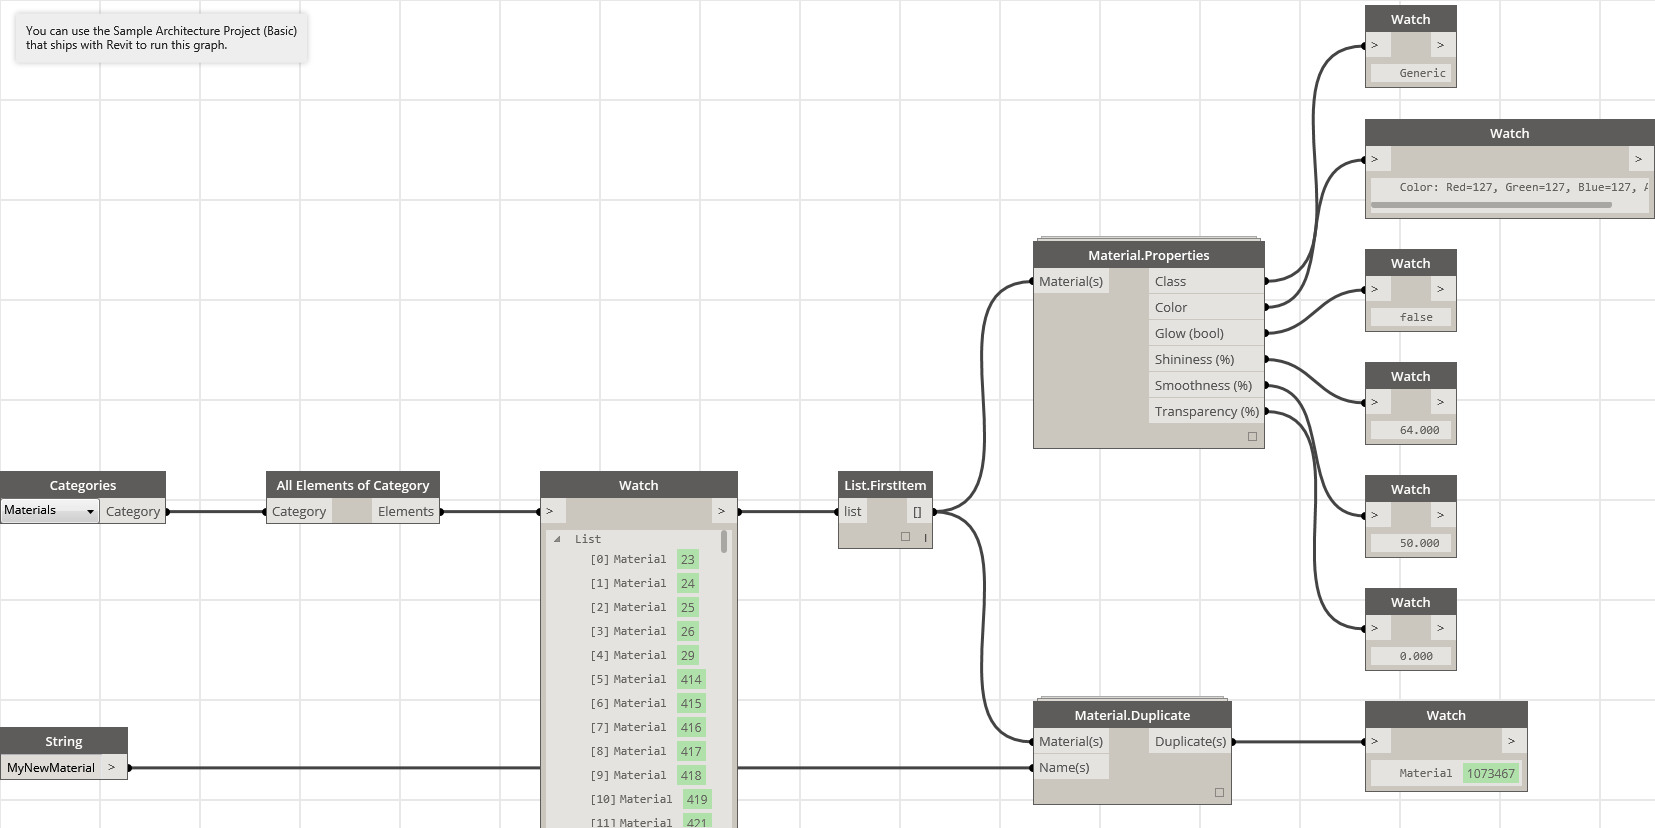 You can use the Sample Architecture Project (Basic)
that ships with Revit to run this graph.
Categories
Materials
Category
All Elements of Category
Category
Elements
Watch
>
>
List
[0] Material 23
[1] Material 24
[2] Material 25
[3] Material 26
[4] Material 29
[5] Material 414
[6] Material 415
[7] Material 416
[8] Material 417
[9] Material 418
[10] Material 419
[11] Material 421
String
MyNewMaterial >
List.FirstItem
list
[]
l
Material.Properties
Material(s)
Class
Color
Glow (bool)
Shininess (%)
Smoothness (%)
Transparency (%)
Material.Duplicate
Material(s)
Duplicate(s)
Name(s)
Watch
>
>
Generic
Watch
>
>
Color: Red=127, Green=127, Blue=127,
Watch
>
>
false
Watch
>
>
64.000
Watch
>
>
50.000
Watch
>
>
0.000
Watch
>
>
Material 1073467